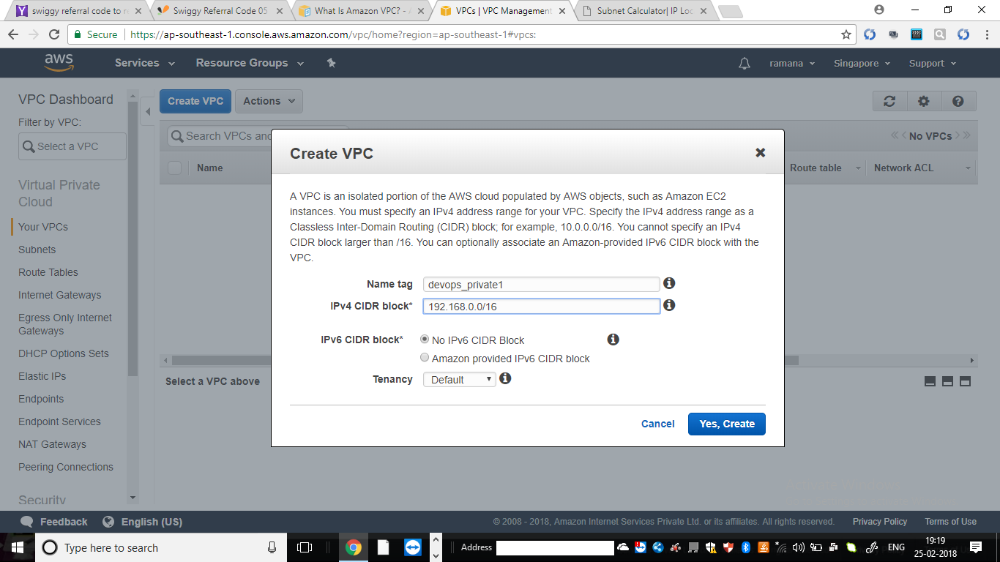 swiggy referral code to r
Swiggy Referral Code 05
What Is Amazon VPC? - A
VPCs | VPC Management
Subnet Calculator| IP Loc
Secure
https://ap-southeast-1.console.aws.amazon.com/vpc/home?region=ap-southeast-1#vpcs:
aws
Services
Resource Groups
ramana
Singapore
Support
VPC Dashboard
Filter by VPC:
Select a VPC
Virtual Private
Cloud
Your VPCs
Subnets
Route Tables
Internet Gateways
Egress Only Internet
Gateways
DHCP Options Sets
Elastic IPs
Endpoints
Endpoint Services
NAT Gateways
Peering Connections
Security
Create VPC
Actions
Search VPCs and
No VPCs
Name
Route table
Network ACL
Create VPC
A VPC is an isolated portion of the AWS cloud populated by AWS objects, such as Amazon EC2
instances. You must specify an IPv4 address range for your VPC. Specify the IPv4 address range as a
Classless Inter-Domain Routing (CIDR) block; for example, 10.0.0.0/16. You cannot specify an IPv4
CIDR block larger than /16. You can optionally associate an Amazon-provided IPv6 CIDR block with the
VPC.
Name tag
devops_private1
IPv4 CIDR block*
192.168.0.0/16
IPv6 CIDR block*
No IPv6 CIDR Block
Amazon provided IPv6 CIDR block
Tenancy
Default
Cancel
Yes, Create
Select a VPC above
Feedback
English (US)
© 2008 - 2018, Amazon Internet Services Private Ltd. or its affiliates. All rights reserved.
Privacy Policy
Terms of Use
Type here to search
Address
ENG
19:19
25-02-2018